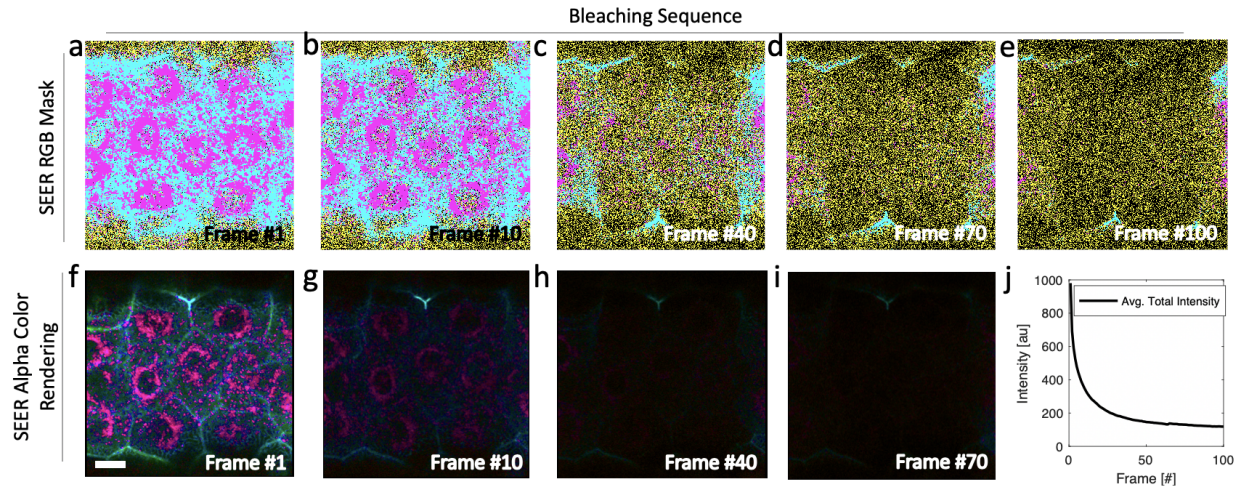 Bleaching Sequence
a
b
c
d
e
SEER RGB Mask
Frame #1
Frame #10
Frame #40
Frame #70
Frame #100
f
g
h
i
j
SEER Alpha Color
Rendering
Frame #1
Frame #10
Frame #40
Frame #70
Avg. Total Intensity
Intensity [au]
1000
800
600
400
200
0
0
50
100
Frame [#]